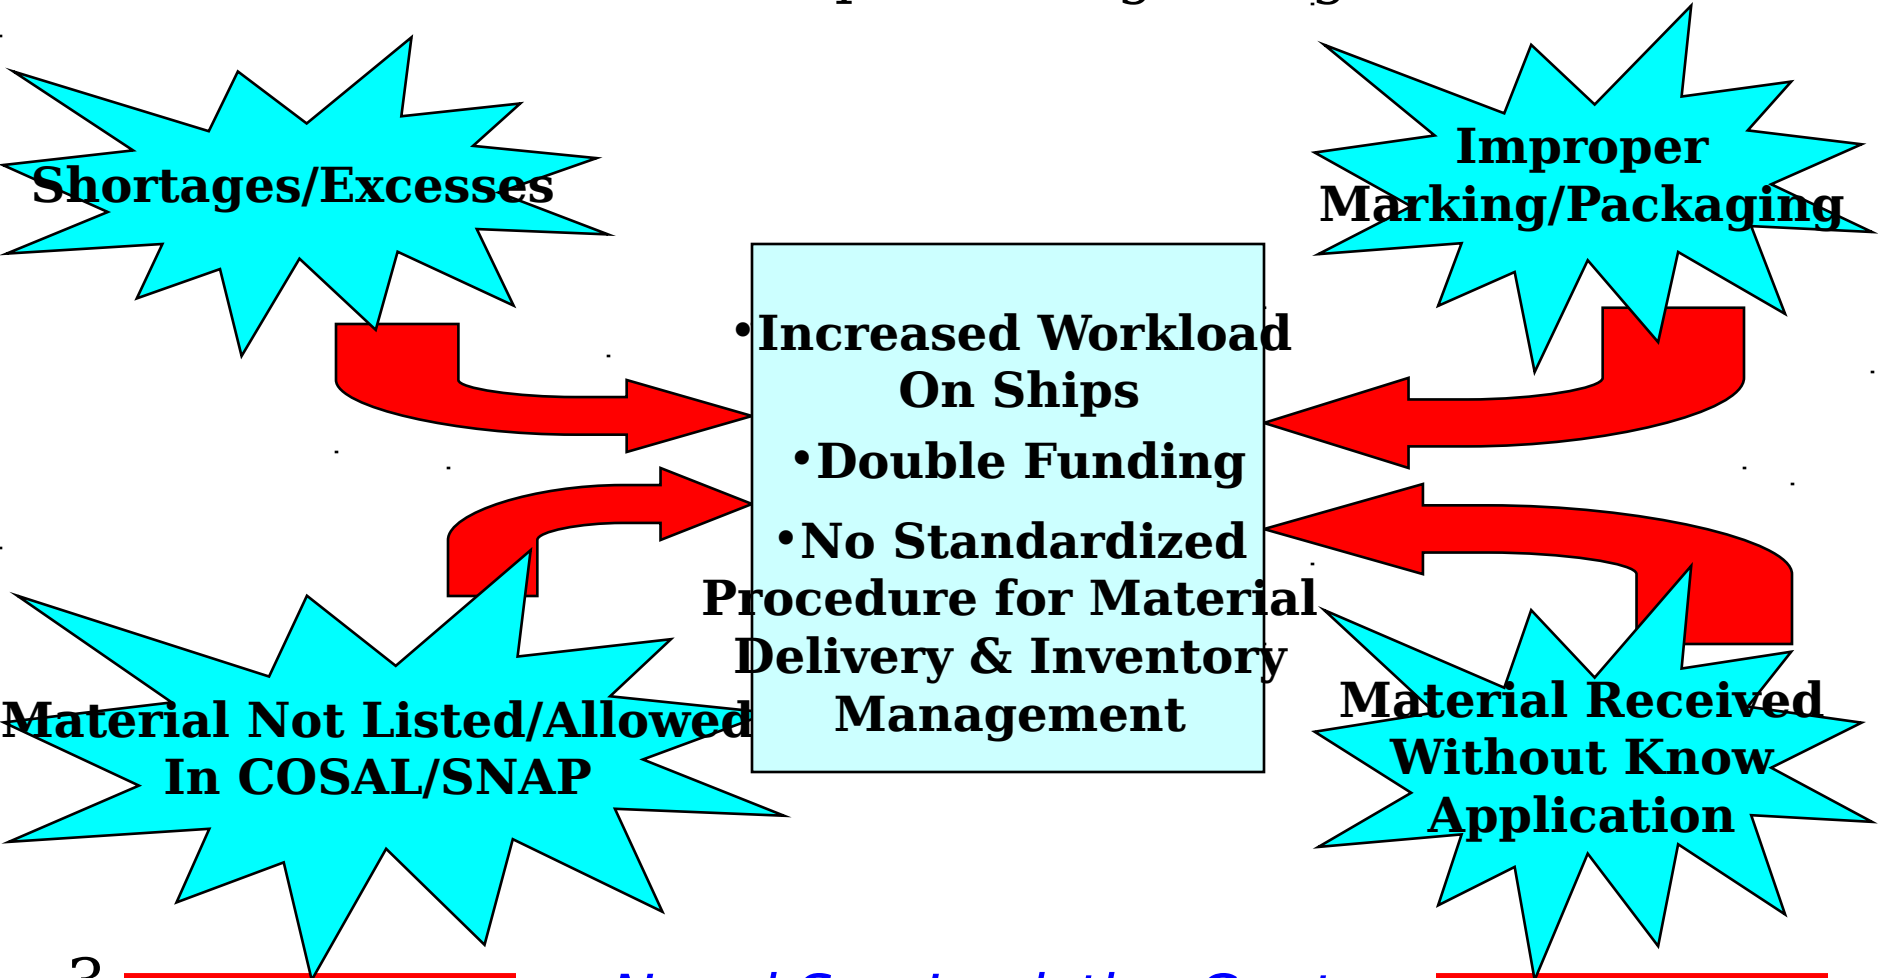 Shortages/Excesses
Improper
Marking/Packaging
•Increased Workload
On Ships
•Double Funding
•No Standardized
Procedure for Material
Delivery & Inventory
Management
Material Not Listed/Allowed
In COSAL/SNAP
Material Received
Without Know
Application
3